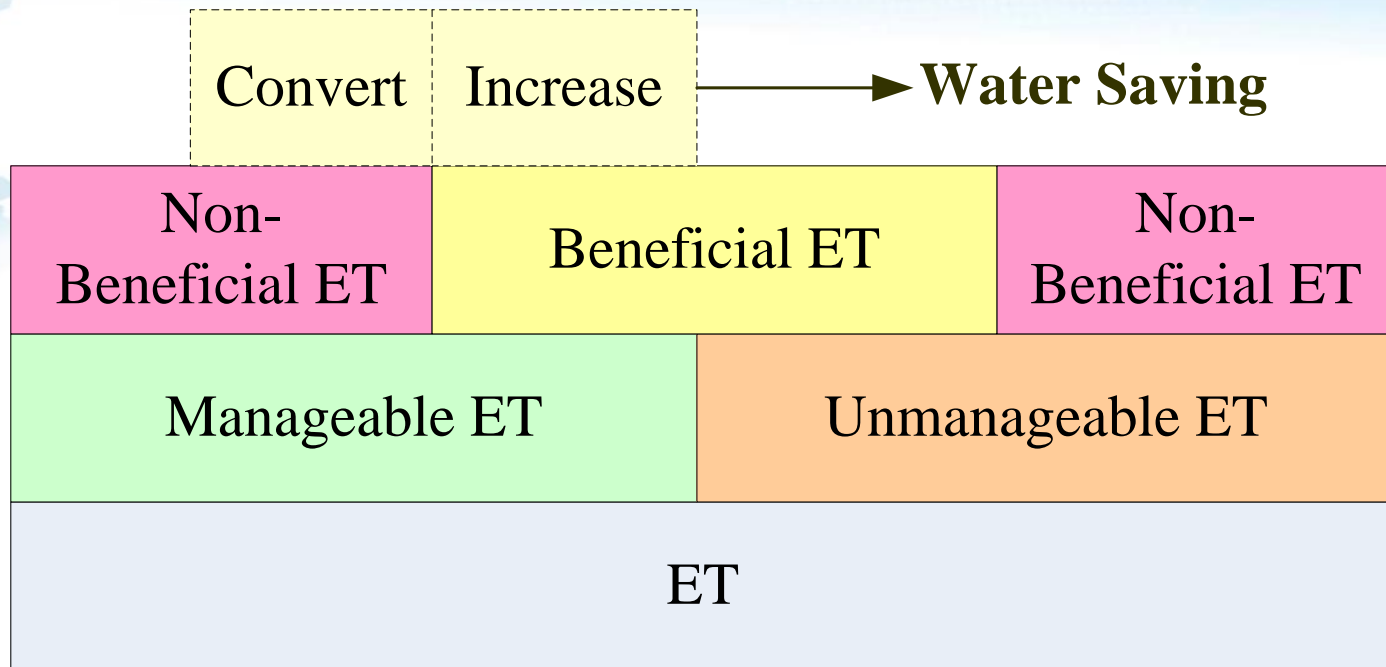 Convert
Increase
Water Saving
Non-
Beneficial ET
Beneficial ET
Non-
Beneficial ET
Manageable ET
Unmanageable ET
ET